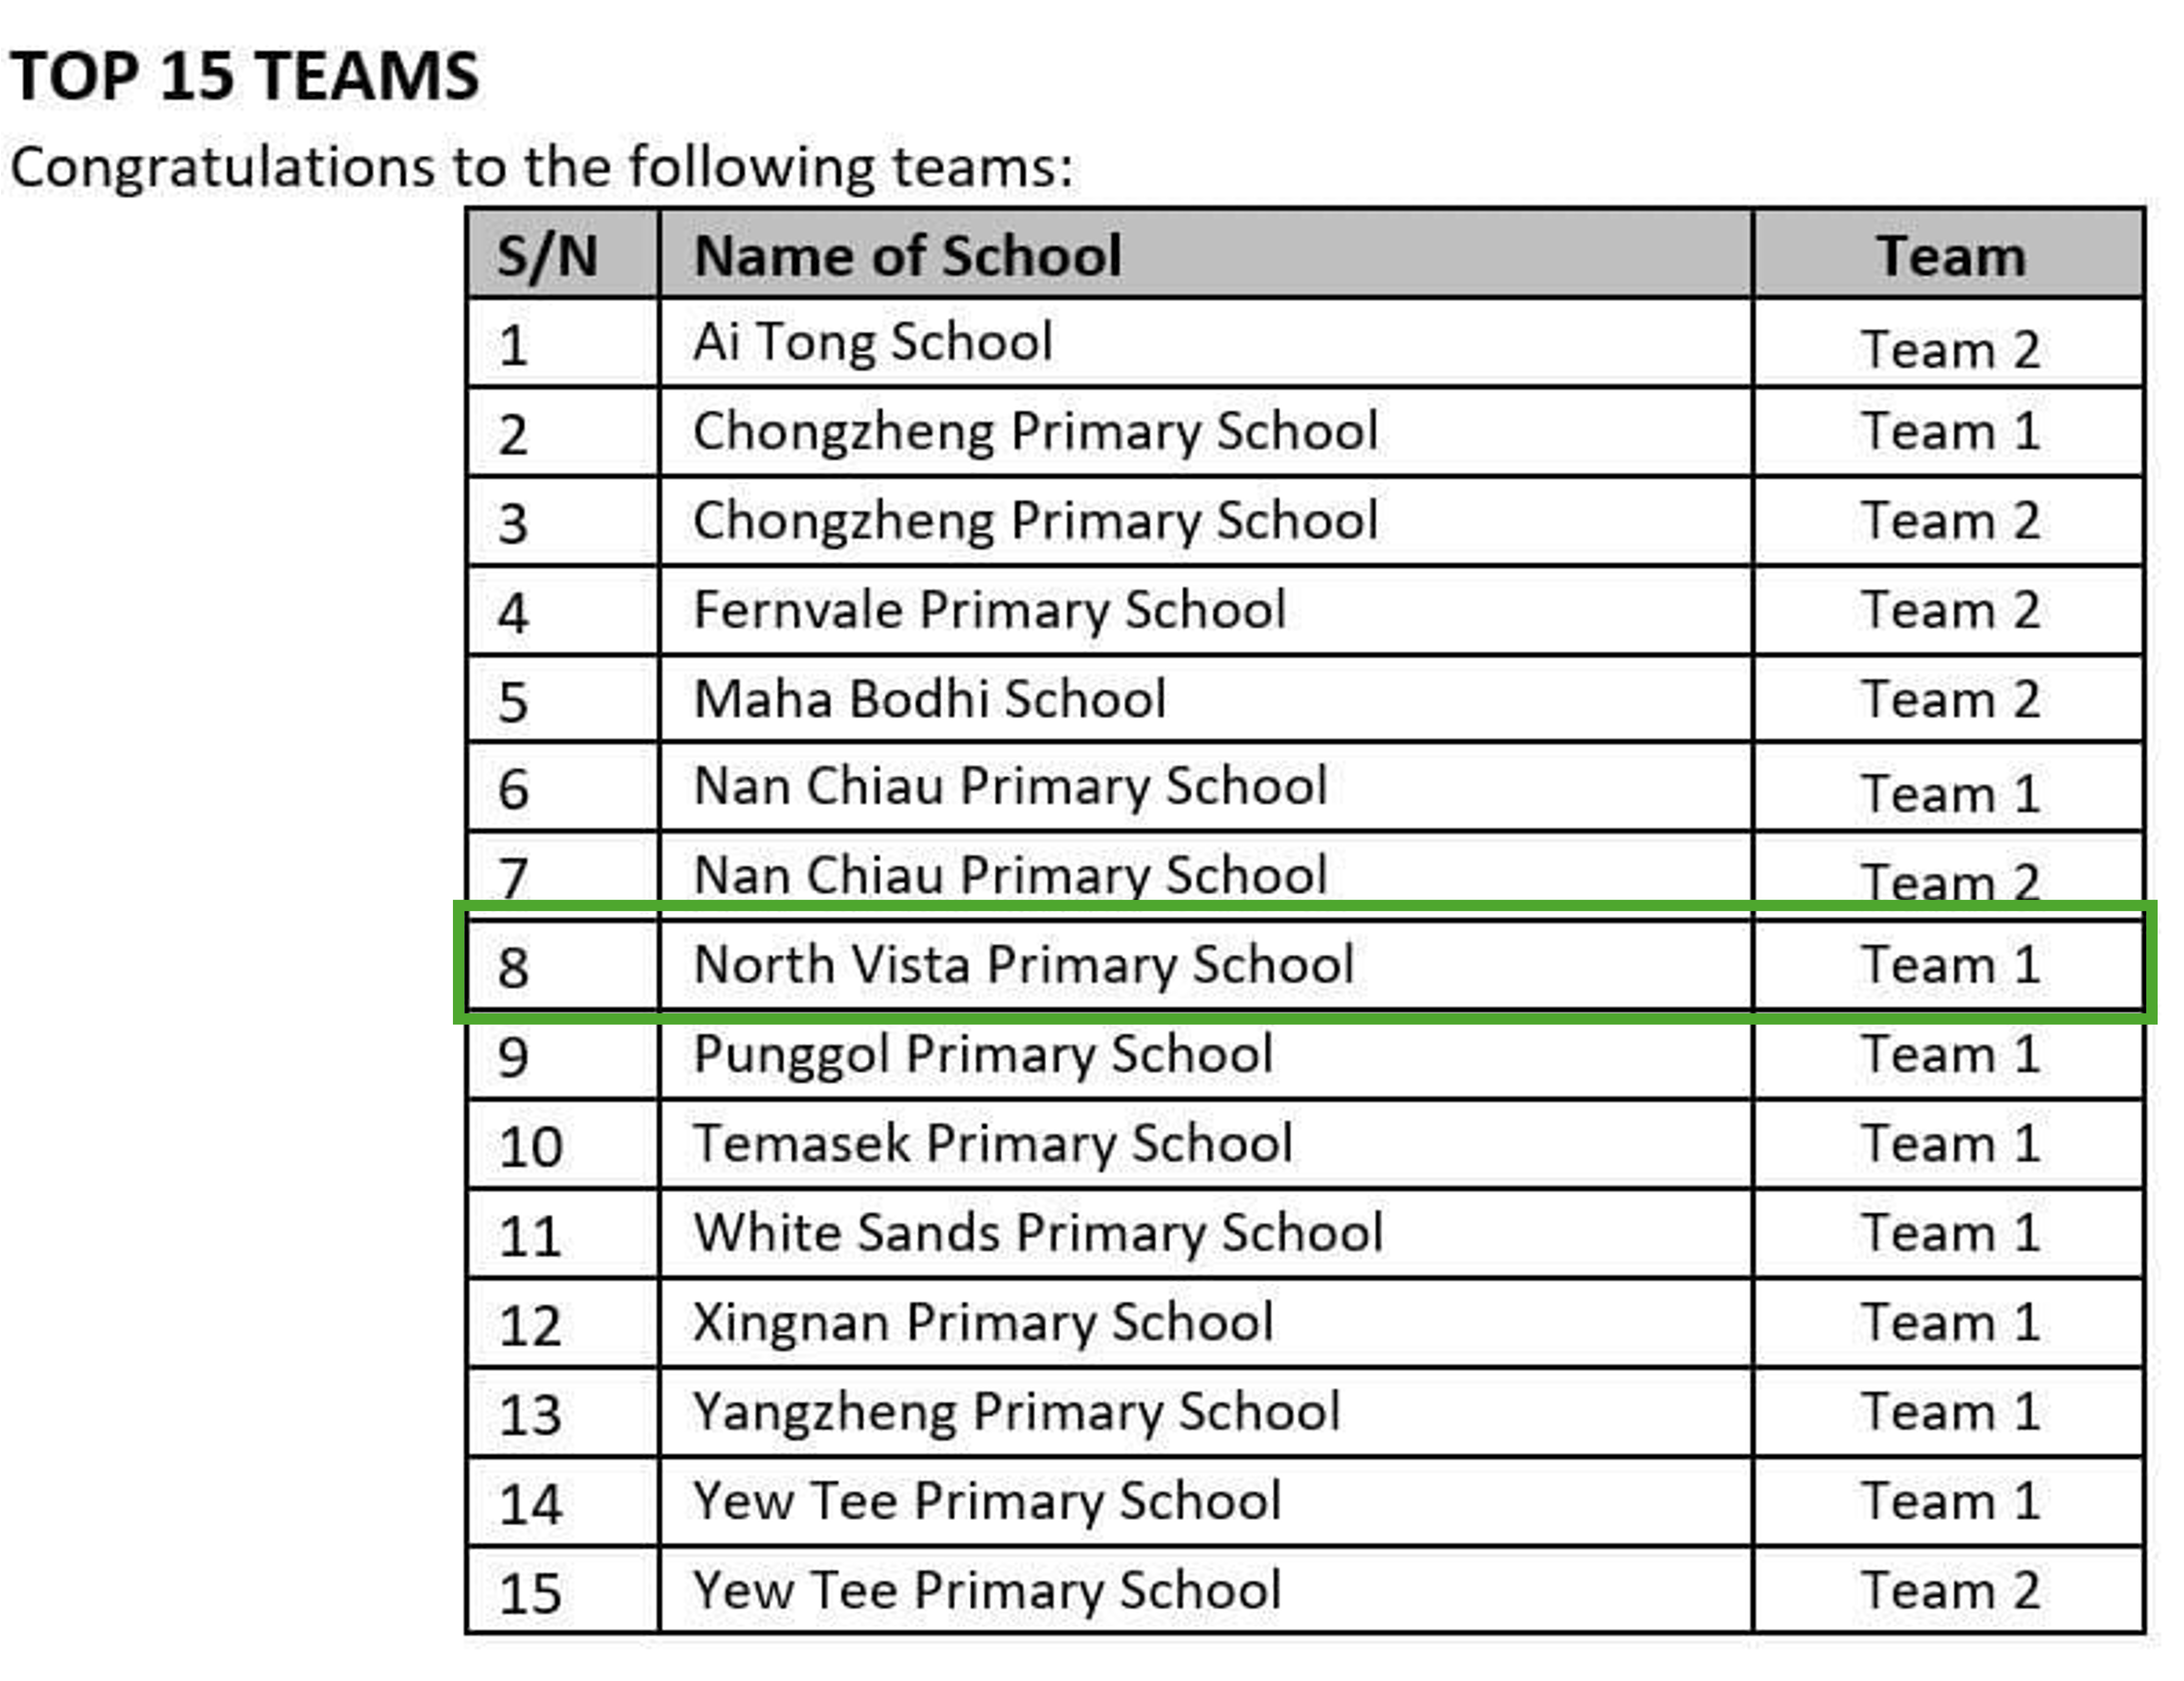 TOP 15 TEAMS
Congratulations to the following teams:
S/N Name of School Team
1 Ai Tong School Team 2
2 Chongzheng Primary School Team 1
3 Chongzheng Primary School Team 2
4 Fernvale Primary School Team 2
5 Maha Bodhi School Team 2
6 Nan Chiau Primary School Team 1
7 Nan Chiau Primary School Team 2
8 North Vista Primary School Team 1
9 Punggol Primary School Team 1
10 Temasek Primary School Team 1
11 White Sands Primary School Team 1
12 Xingnan Primary School Team 1
13 Yangzheng Primary School Team 1
14 Yew Tee Primary School Team 1
15 Yew Tee Primary School Team 2